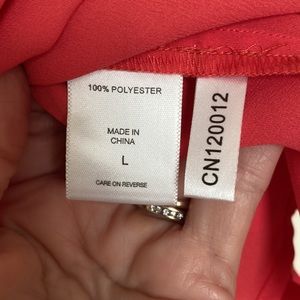 100% POLYESTER
MADE IN
CHINA
L
CARE ON REVERSE
CN120012